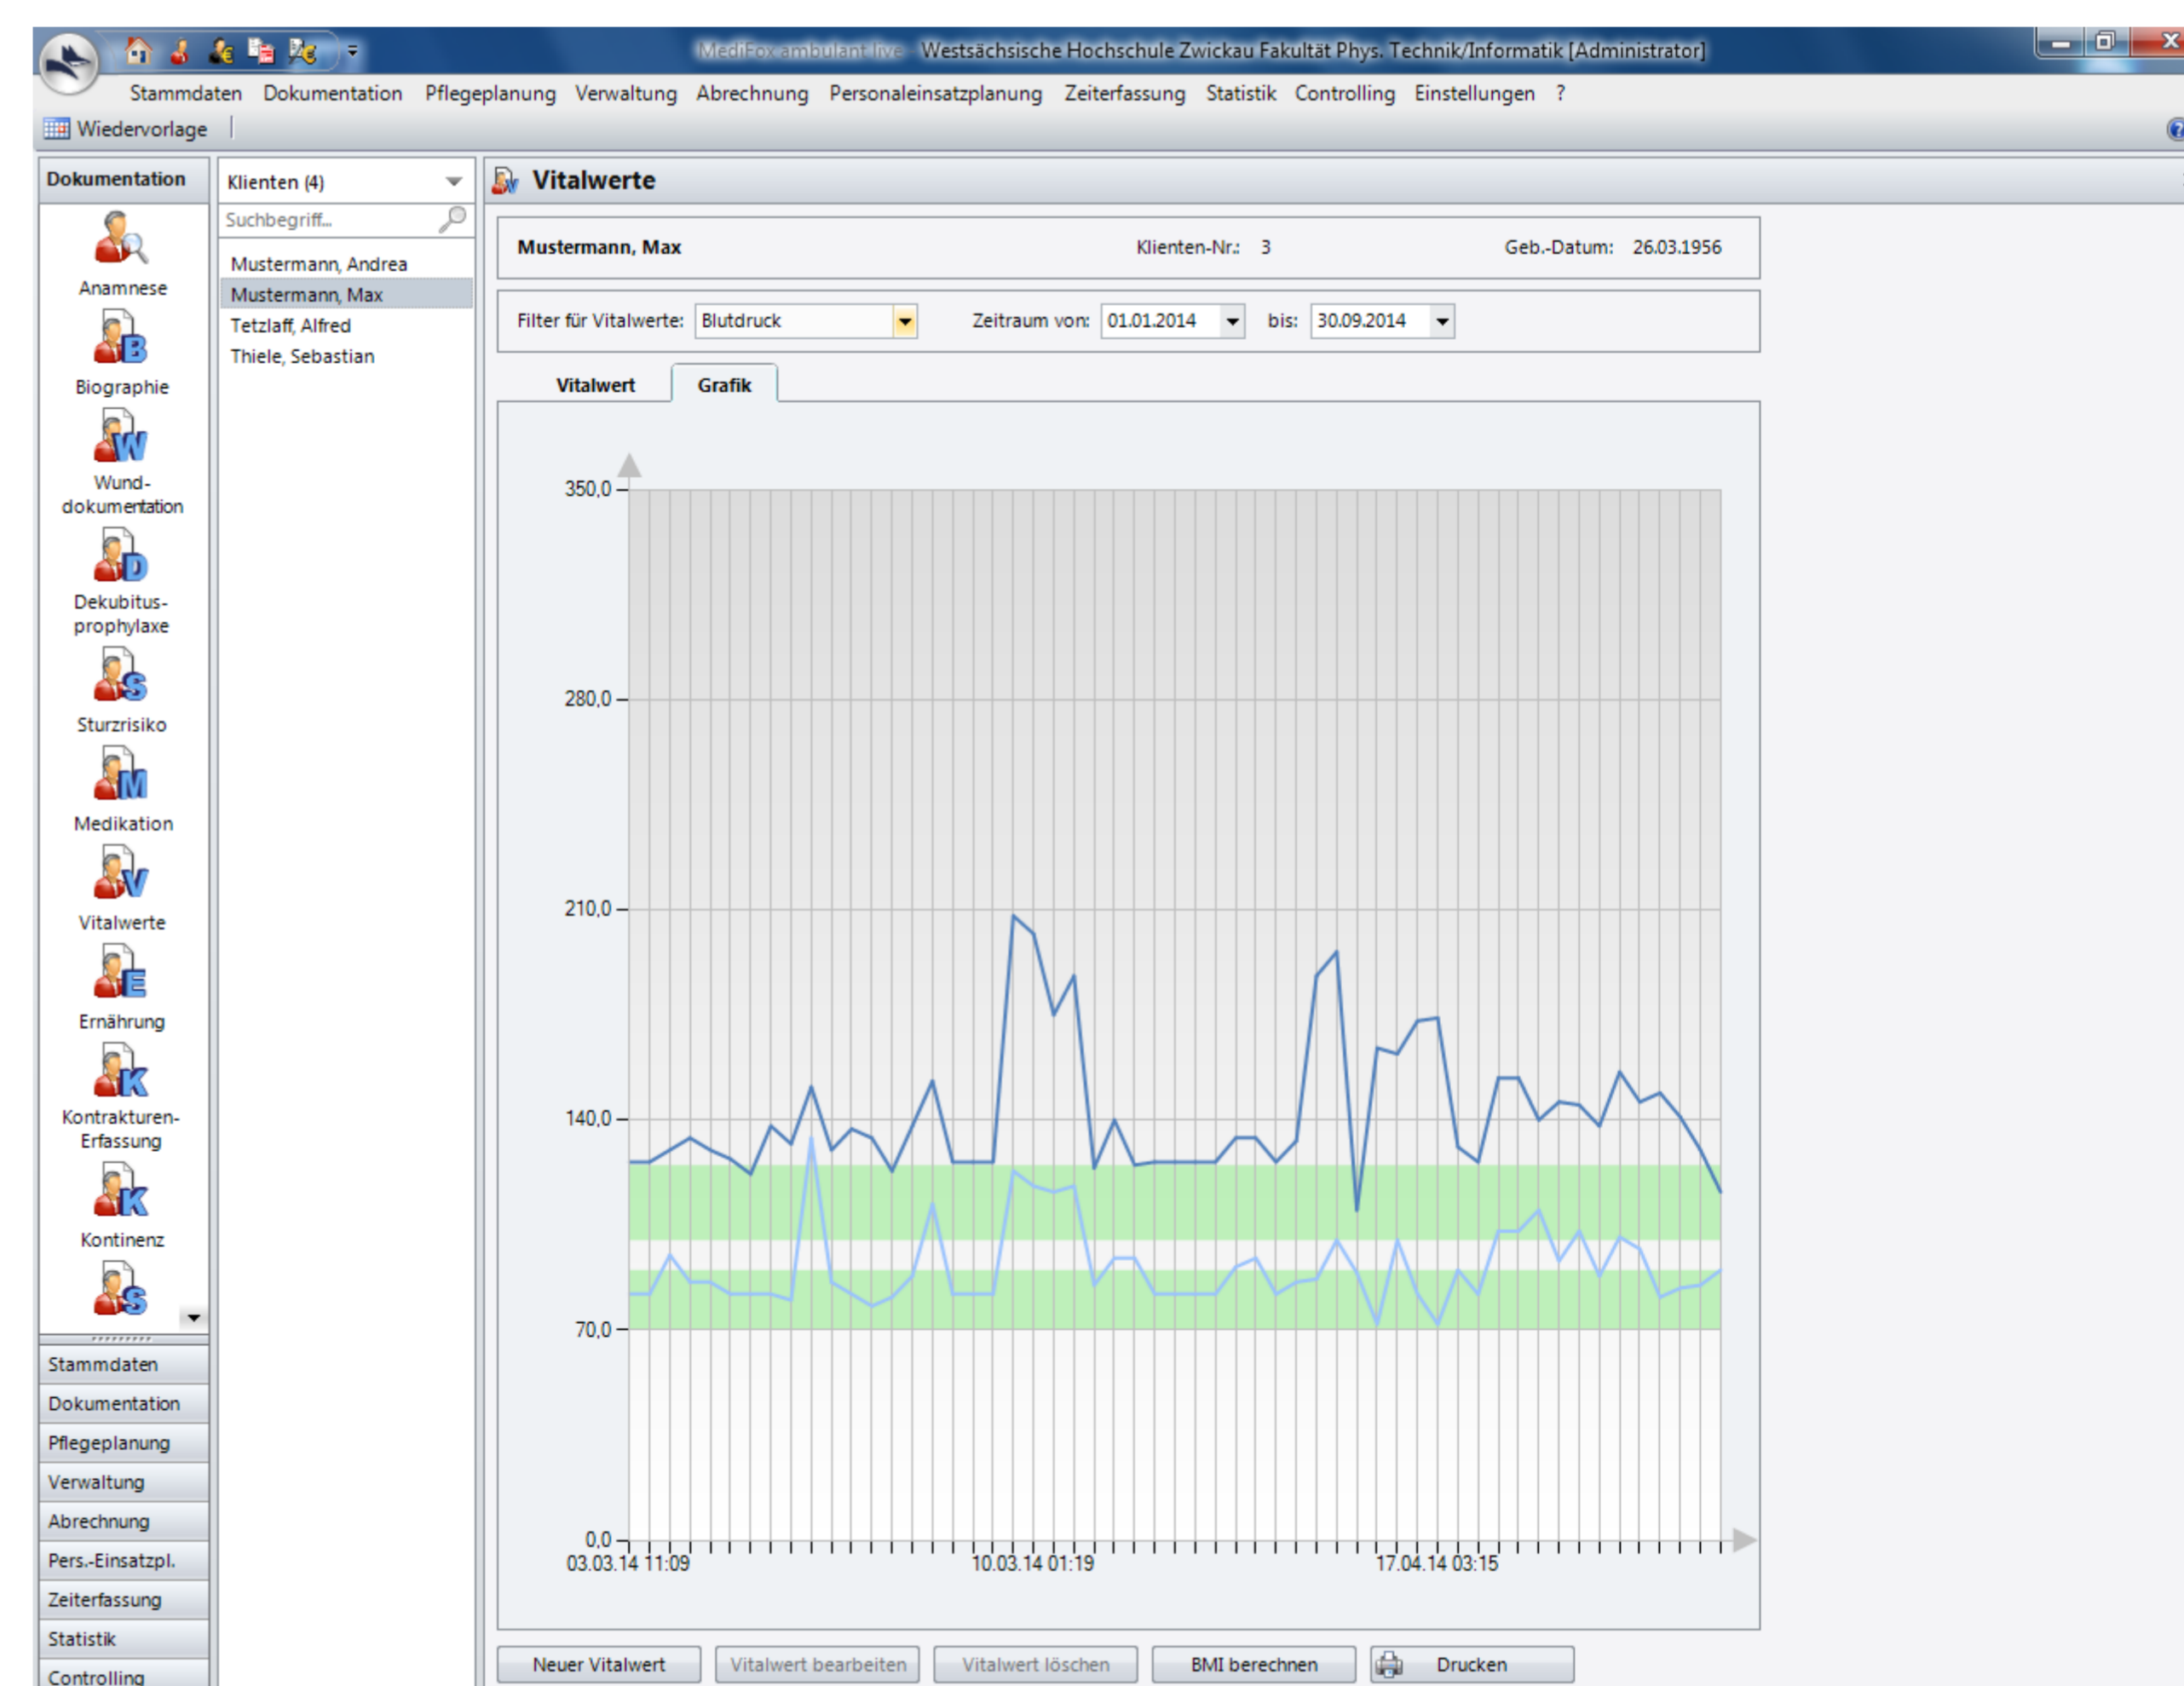 MediFox ambulant live - Westsächsische Hochschule Zwickau Fakultät Phys. Technik/Informatik [Administrator]
Stammdaten Dokumentation Pflegeplanung Verwaltung Abrechnung Personaleinsatzplanung Zeiterfassung Statistik Controlling Einstellungen ?
Wiedervorlage
Dokumentation
Anamnese
B
Biographie
W
Wund-
dokumentation
D
Dekubitus-
prophylaxe
S
Sturzrisiko
M
Medikation
V
Vitalwerte
E
Ernährung
K
Kontrakturen-
Erfassung
K
Kontinenz
S
Stammdaten
Dokumentation
Pflegeplanung
Verwaltung
Abrechnung
Pers.-Einsatzpl.
Zeiterfassung
Statistik
Controlling
Klienten (4)
Suchbegriff...
Mustermann, Andrea
Mustermann, Max
Tetzlaff, Alfred
Thiele, Sebastian
Vitalwerte
Mustermann, Max Klienten-Nr.: 3 Geb.-Datum: 26.03.1956
Filter für Vitalwerte: Blutdruck Zeitraum von: 01.01.2014 bis: 30.09.2014
Vitalwert Grafik
350,0
280,0
210,0
140,0
70,0
0,0
03.03.14 11:09 10.03.14 01:19 17.04.14 03:15
Neuer Vitalwert Vitalwert bearbeiten Vitalwert löschen BMI berechnen Drucken